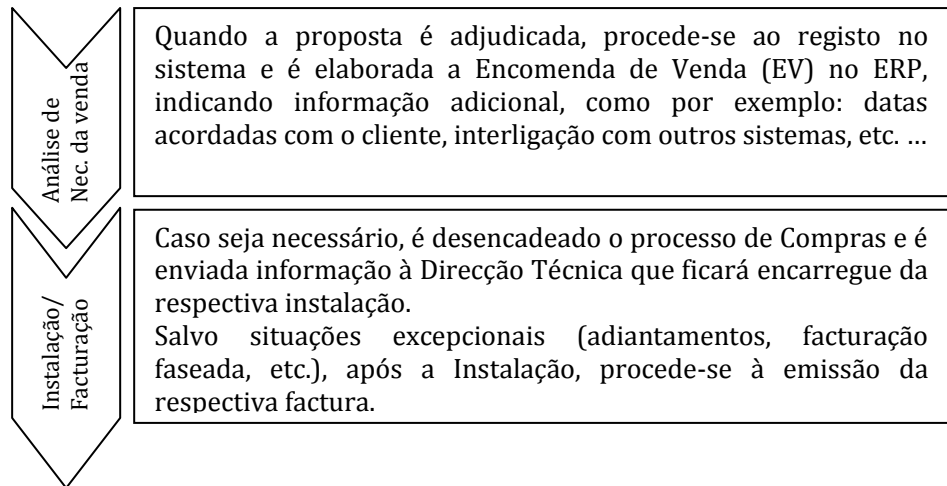 Análise de
Nec. da venda
Quando a proposta é adjudicada, procede-se ao registo no
sistema e é elaborada a Encomenda de Venda (EV) no ERP,
indicando informação adicional, como por exemplo: datas
acordadas com o cliente, interligação com outros sistemas, etc. …
Instalação/
Facturação
Caso seja necessário, é desencadeado o processo de Compras e é
enviada informação à Direcção Técnica que ficará encarregue da
respectiva instalação.
Salvo situações excepcionais (adiantamentos, facturação
faseada, etc.), após a Instalação, procede-se à emissão da
respectiva factura.